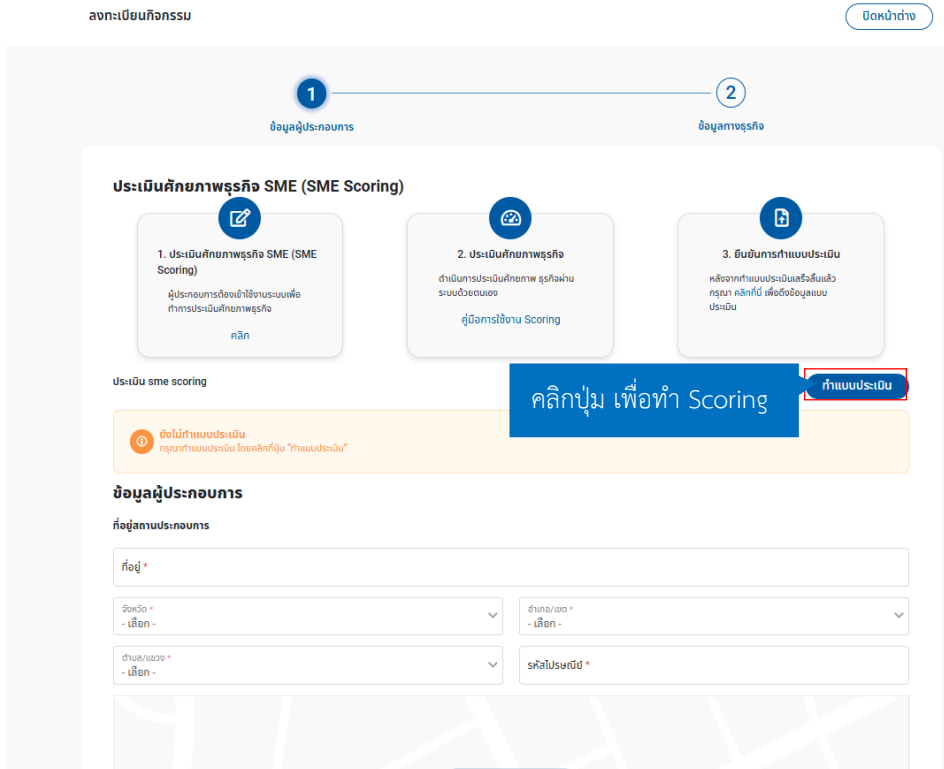 ลงทะเบียนกิจกรรม
ปิดหน้าต่าง
1
2
ข้อมูลผู้ประกอบการ
ข้อมูลทางธุรกิจ
ประเมินศักยภาพธุรกิจ SME (SME Scoring)
1. ประเมินศักยภาพธุรกิจ SME (SME
Scoring)
ผู้ประกอบการต้องเข้าใช้งานระบบเพื่อ
ทำการประเมินศักยภาพธุรกิจ
คลิก
2. ประเมินศักยภาพธุรกิจ
ดำเนินการประเมินศักยภาพ ธุรกิจผ่าน
ระบบด้วยตนเอง
คู่มือการใช้งาน Scoring
3. ยืนยันการทำแบบประเมิน
หลังจากทำแบบประเมินเสร็จสิ้นแล้ว
กรุณา คลิกที่นี่ เพื่อดึงข้อมูลแบบ
ประเมิน
ประเมิน sme scoring
คลิกปุ่ม เพื่อทำ Scoring
ทำแบบประเมิน
ยังไม่ทำแบบประเมิน
กรุณาทำแบบประเมิน โดยคลิกที่ปุ่ม "ทำแบบประเมิน"
ข้อมูลผู้ประกอบการ
ที่อยู่สถานประกอบการ
ที่อยู่ *
จังหวัด *
- เลือก -
อำเภอ/เขต *
- เลือก -
ตำบล/แขวง *
- เลือก -
รหัสไปรษณีย์ *